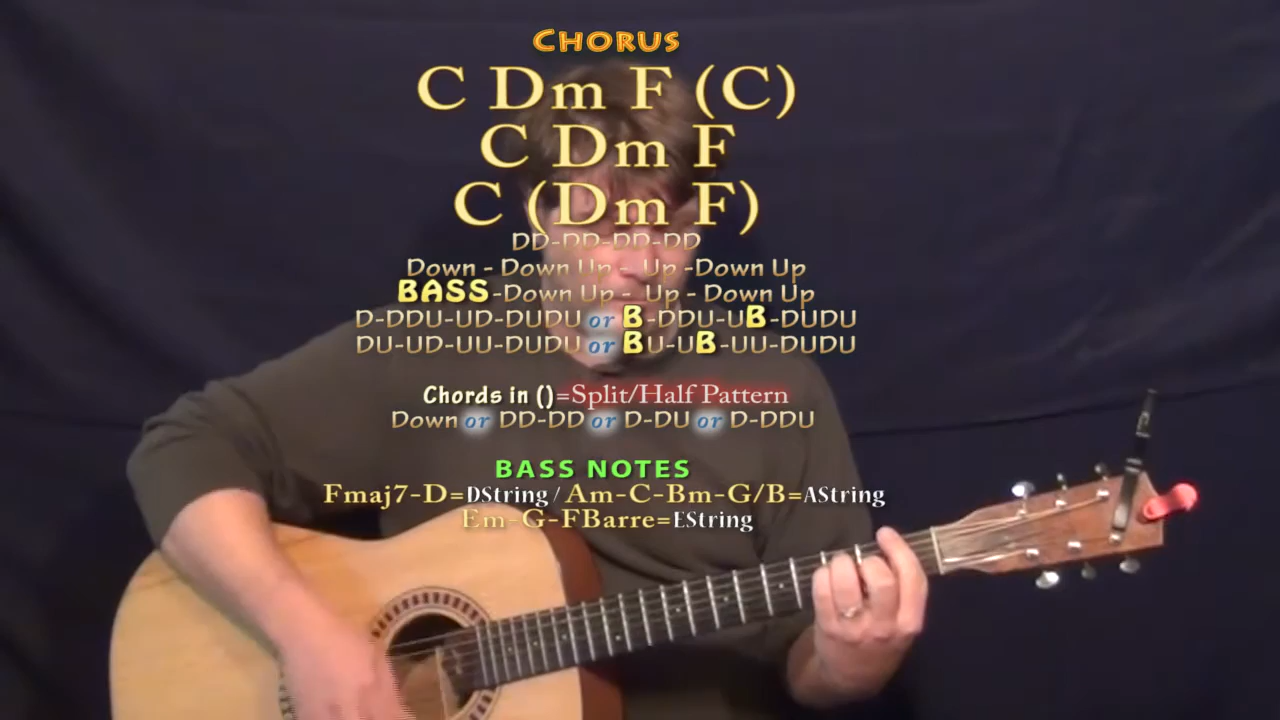 CHORUS
C Dm F (C)
C Dm F
C (Dm F)
DD-DD-DD-DD
Down - Down Up - Up -Down Up
BASS-Down Up - Up - Down Up
D-DDU-UD-DUDU or B-DDU-UB-DUDU
DU-UD-UU-DUDU or BU-UB-UU-DUDU
Chords in ()=Split/Half Pattern
Down or DD-DD or D-DU or D-DDU
BASS NOTES
Fmaj7-D=DString / Am-C-Bm-G/B=AString
Em-G-FBarre=EString